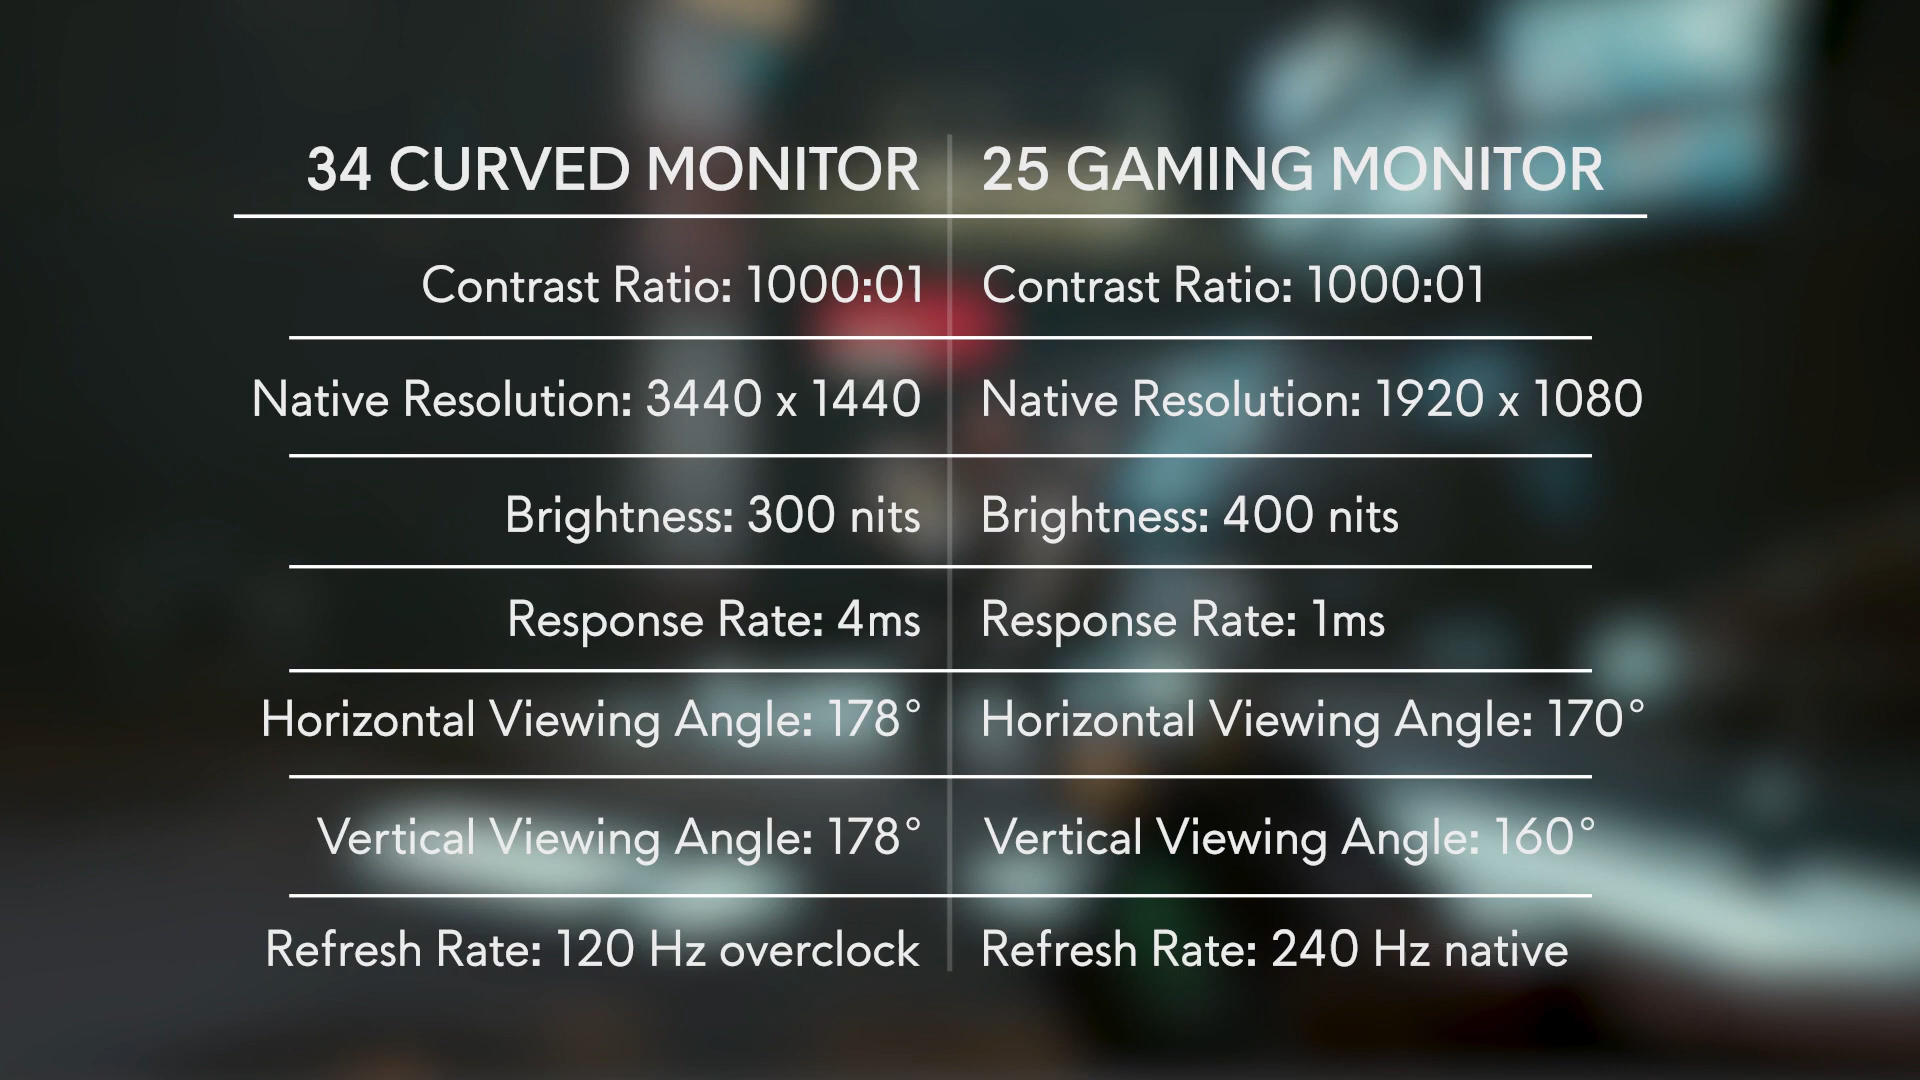 34 CURVED MONITOR
25 GAMING MONITOR
Contrast Ratio: 1000:01
Contrast Ratio: 1000:01
Native Resolution: 3440 x 1440
Native Resolution: 1920 x 1080
Brightness: 300 nits
Brightness: 400 nits
Response Rate: 4ms
Response Rate: 1ms
Horizontal Viewing Angle: 178°
Horizontal Viewing Angle: 170°
Vertical Viewing Angle: 178°
Vertical Viewing Angle: 160°
Refresh Rate: 120 Hz overclock
Refresh Rate: 240 Hz native